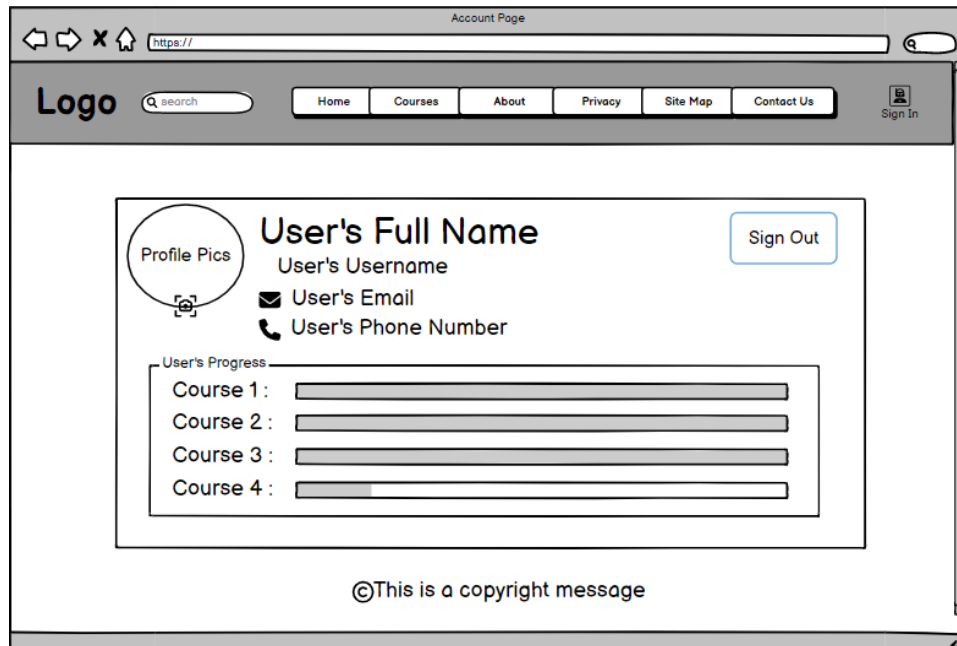 Account Page
https://
Logo
search
Home Courses About Privacy Site Map Contact Us
Sign In
Profile Pics
User's Full Name
User's Username
User's Email
User's Phone Number
Sign Out
User's Progress
Course 1 :
Course 2 :
Course 3 :
Course 4 :
©This is a copyright message